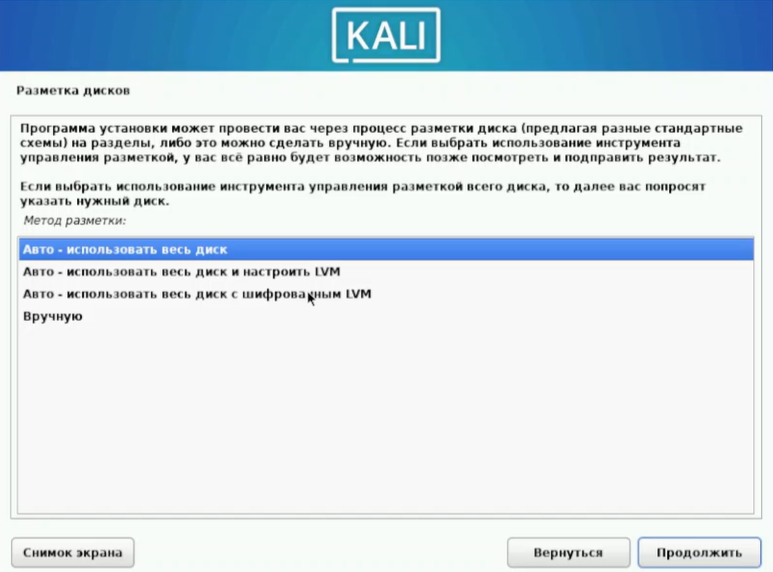 KALI
Разметка дисков
Программа установки может провести вас через процесс разметки диска (предлагая разные стандартные
схемы) на разделы, либо это можно сделать вручную. Если выбрать использование инструмента
управления разметкой, у вас всё равно будет возможность позже посмотреть и подправить результат.
Если выбрать использование инструмента управления разметкой всего диска, то далее вас попросят
указать нужный диск.
Метод разметки:
Авто - использовать весь диск
Авто - использовать весь диск и настроить LVM
Авто - использовать весь диск с шифрованным LVM
Вручную
Снимок экрана
Вернуться
Продолжить